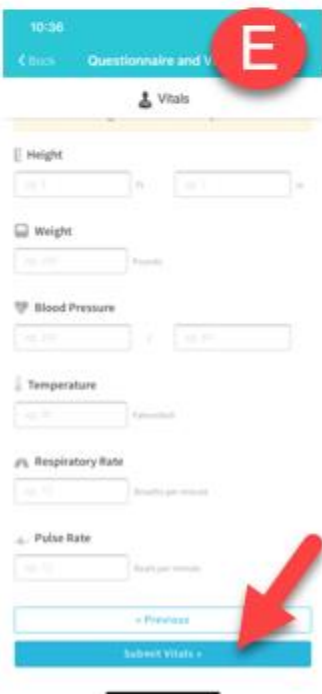 10:36
E
Back
Questionnaire and V
Vitals
Height
Ft
in
Weight
Pounds
Blood Pressure
/
Temperature
Fahrenheit
Respiratory Rate
Breaths per minute
Pulse Rate
Beats per minute
« Previous
Submit Vitals »